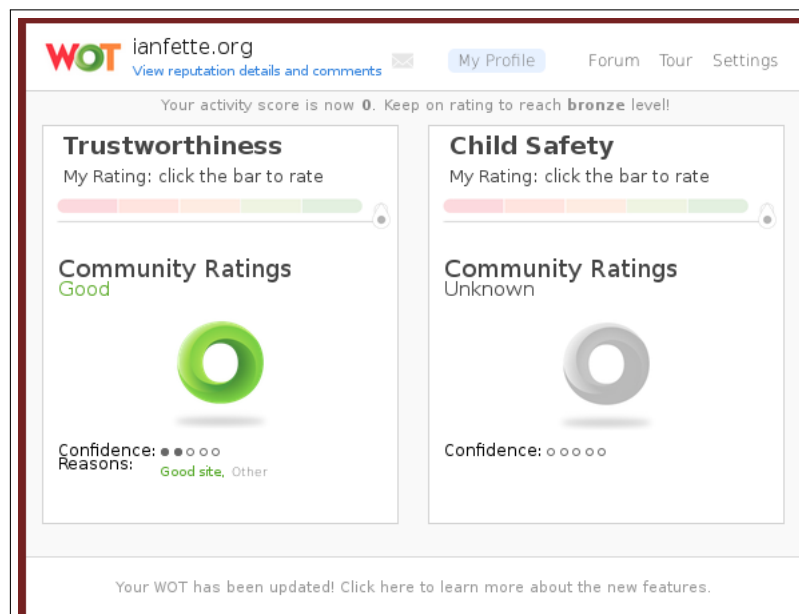 WOT ianfette.org
View reputation details and comments
My Profile Forum Tour Settings
Your activity score is now 0. Keep on rating to reach bronze level!
Trustworthiness
My Rating: click the bar to rate
Community Ratings
Good
Confidence:
Reasons: Good site, Other
Child Safety
My Rating: click the bar to rate
Community Ratings
Unknown
Confidence:
Your WOT has been updated! Click here to learn more about the new features.